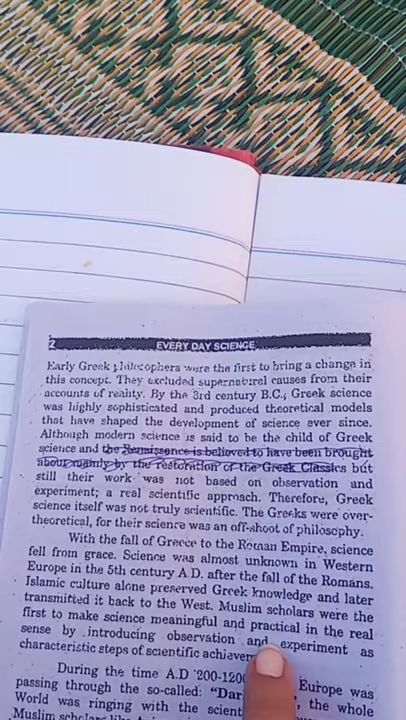 2
EVERY DAY SCIENCE
Early Greek philosophers were the first to bring a change in
this concept. They excluded supernatural causes from their
accounts of reality. By the 3rd century B.C., Greek science
was highly sophisticated and produced theoretical models
that have shaped the development of science ever since.
Although modern science is said to be the child of Greek
science and the Renaissance is believed to have been brought
about mainly by the restoration of the Greek Classics but
still their work was not based on observation and
experiment; a real scientific approach. Therefore, Greek
science itself was not truly scientific. The Greeks were over-
theoretical, for their science was an off-shoot of philosophy.
With the fall of Greece to the Roman Empire, science
fell from grace. Science was almost unknown in Western
Europe in the 5th century A.D. after the fall of the Romans.
Islamic culture alone preserved Greek knowledge and later
transmitted it back to the West. Muslim scholars were the
first to make science meaningful and practical in the real
sense by introducing observation and experiment as
characteristic steps of scientific
During the time A.D 200-120 Europe was
passing through the so-called: "Dar , the whole
World was ringing with the
Muslim scholars like